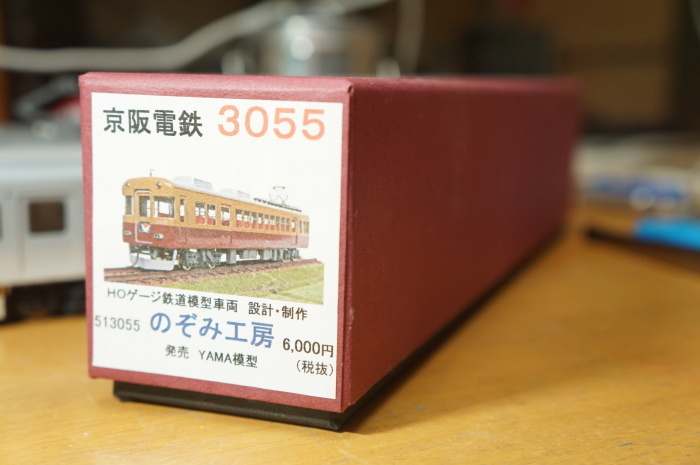 京阪電鉄 3055
HOゲージ鉄道模型車両 設計・制作
513055 のぞみ工房 6,000円
発売 YAMA模型 (税抜)